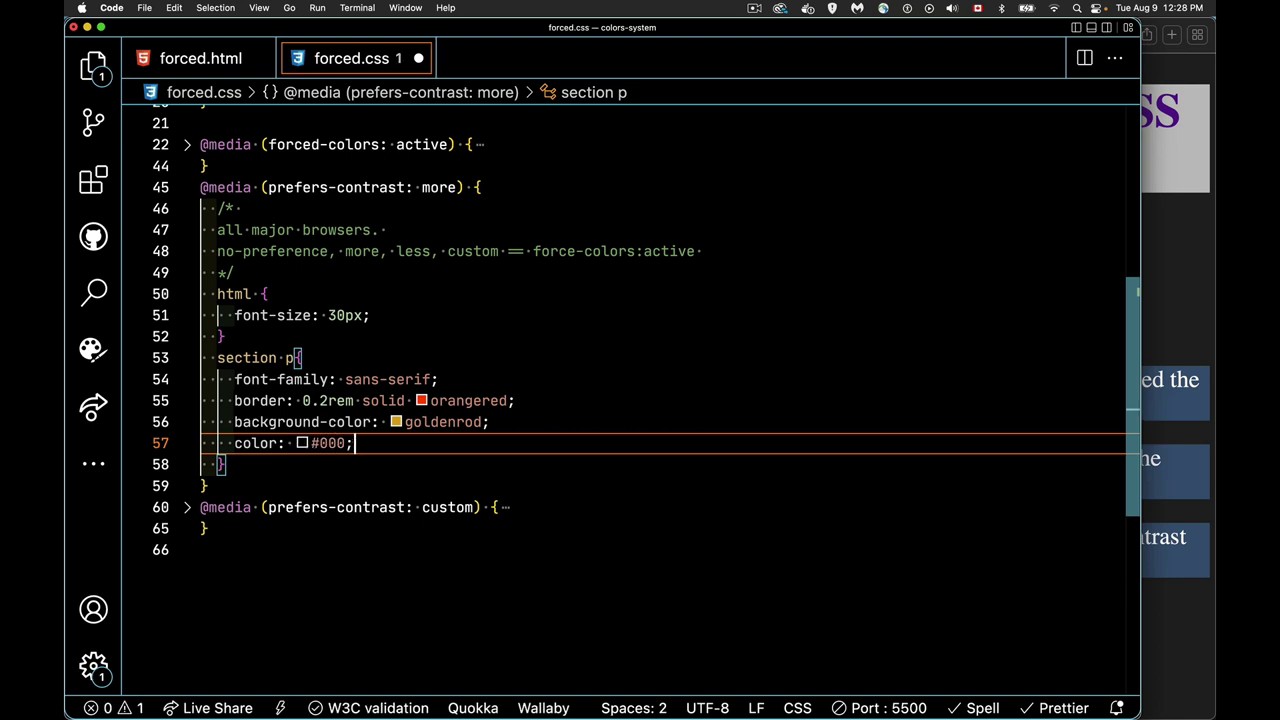 Code File Edit Selection View Go Run Terminal Window Help Tue Aug 9 12:28 PM
forced.css — colors-system
forced.html forced.css 1
forced.css > {} @media (prefers-contrast: more) > section p
21
22 @media (forced-colors: active) {…
44 }
45 @media (prefers-contrast: more) {
46 /*
47 all major browsers.
48 no-preference, more, less, custom == force-colors:active
49 */
50 html {
51 font-size: 30px;
52 }
53 section p{
54 font-family: sans-serif;
55 border: 0.2rem solid orangered;
56 background-color: goldenrod;
57 color: #000;
58 }
59 }
60 @media (prefers-contrast: custom) {…
65 }
66
SS
ed the
he
trast
1
1
0 1 Live Share W3C validation Quokka Wallaby Spaces: 2 UTF-8 LF CSS Port : 5500 Spell Prettier